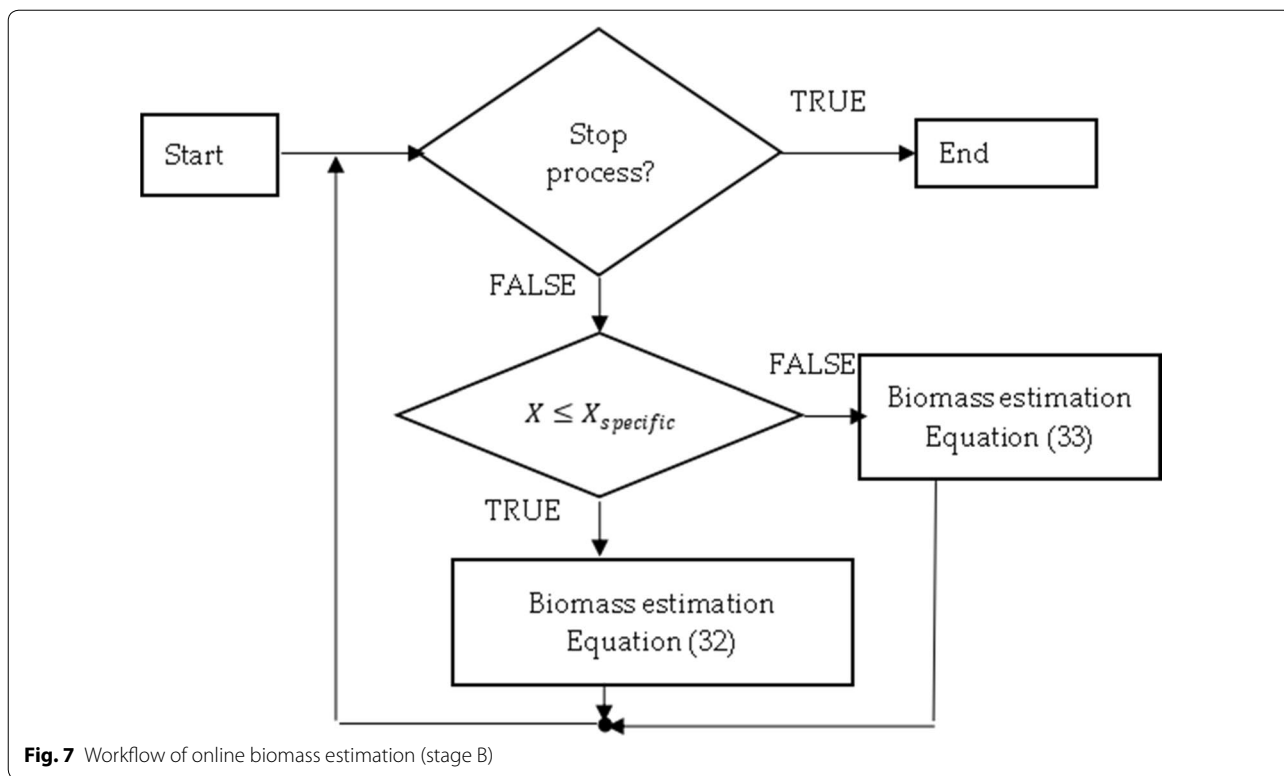 Start
Stop
process?
TRUE
End
FALSE
X ≤ X_specific
FALSE
Biomass estimation
Equation (33)
TRUE
Biomass estimation
Equation (32)
Fig. 7 Workflow of online biomass estimation (stage B)